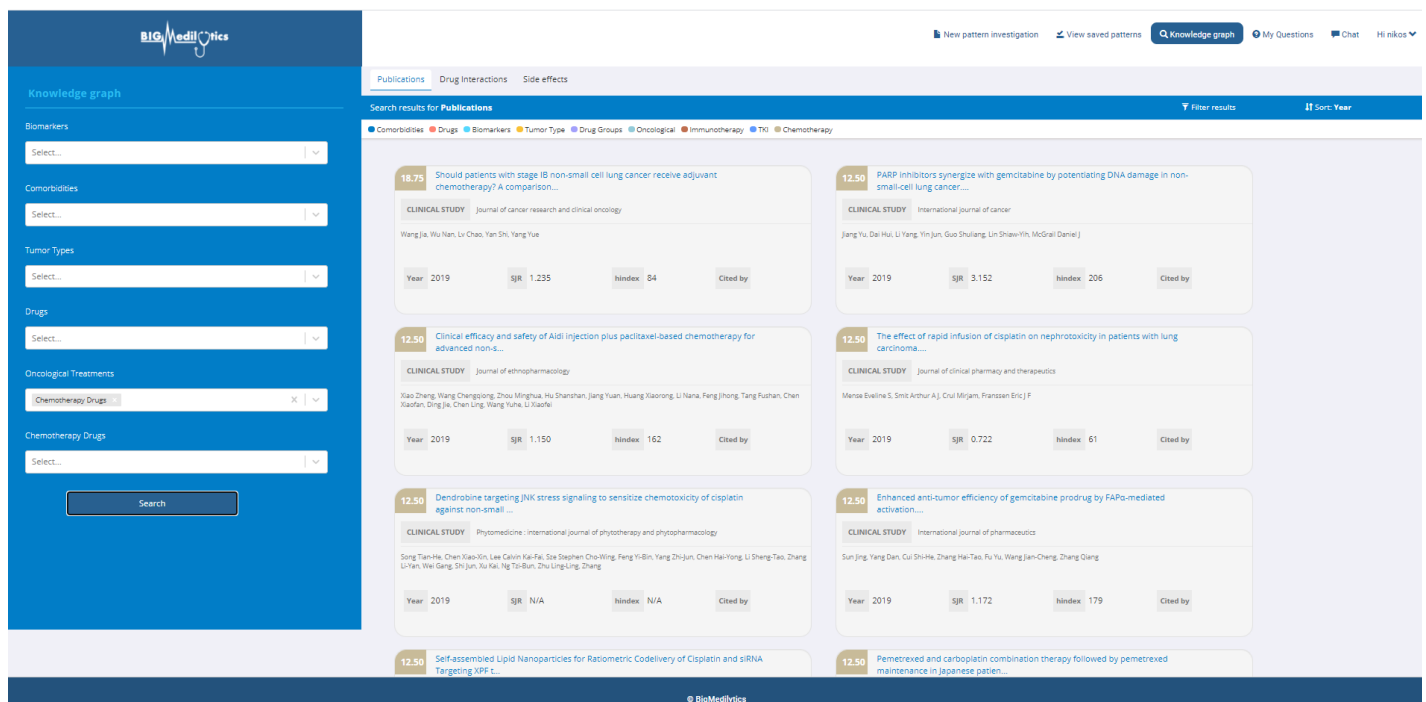 BIGMedilytics
New pattern investigation
View saved patterns
Knowledge graph
My Questions
Chat
Hi nikos
Knowledge graph
Biomarkers
Select...
Comorbidities
Select...
Tumor Types
Select...
Drugs
Select...
Oncological Treatments
Chemotherapy Drugs ×
Chemotherapy Drugs
Select...
Search
Publications
Drug Interactions
Side effects
Search results for Publications
Filter results
Sort: Year
Comorbidities
Drugs
Biomarkers
Tumor Type
Drug Groups
Oncological
Immunotherapy
TKI
Chemotherapy
18.75
Should patients with stage IB non-small cell lung cancer receive adjuvant
chemotherapy? A comparison...
CLINICAL STUDY Journal of cancer research and clinical oncology
Wang Jia, Wu Nan, Lv Chao, Yan Shi, Yang Yue
Year 2019 SJR 1.235 hindex 84 Cited by
12.50
PARP inhibitors synergize with gemcitabine by potentiating DNA damage in non-
small-cell lung cancer....
CLINICAL STUDY International journal of cancer
Jiang Yu, Dai Hui, Li Yang, Yin Jun, Guo Shuliang, Lin Shiaw-Yih, McGrail Daniel J
Year 2019 SJR 3.152 hindex 206 Cited by
12.50
Clinical efficacy and safety of Aidi injection plus paclitaxel-based chemotherapy for
advanced non-s...
CLINICAL STUDY Journal of ethnopharmacology
Xiao Zheng, Wang Chengqiong, Zhou Minghua, Hu Shanshan, Jiang Yuan, Huang Xiaorong, Li Nana, Feng Jihong, Tang Fushan, Chen
Xiaofan, Ding Jie, Chen Ling, Wang Yuhe, Li Xiaofei
Year 2019 SJR 1.150 hindex 162 Cited by
12.50
The effect of rapid infusion of cisplatin on nephrotoxicity in patients with lung
carcinoma....
CLINICAL STUDY Journal of clinical pharmacy and therapeutics
Mense Eveline S, Smit Arthur A J, Crul Mirjam, Franssen Eric J F
Year 2019 SJR 0.722 hindex 61 Cited by
12.50
Dendrobine targeting JNK stress signaling to sensitize chemotoxicity of cisplatin
against non-small ...
CLINICAL STUDY Phytomedicine : international journal of phytotherapy and phytopharmacology
Song Tian-He, Chen Xiao-Xin, Lee Calvin Kai-Fai, Sze Stephen Cho-Wing, Feng Yi-Bin, Yang Zhi-Jun, Chen Hai-Yong, Li Sheng-Tao, Zhang
Li-Yan, Wei Gang, Shi Jun, Xu Kai, Ng Tzi-Bun, Zhu Ling-Ling, Zhang
Year 2019 SJR N/A hindex N/A Cited by
12.50
Enhanced anti-tumor efficiency of gemcitabine prodrug by FAPα-mediated
activation....
CLINICAL STUDY International journal of pharmaceutics
Sun Jing, Yang Dan, Cui Shi-He, Zhang Hai-Tao, Fu Yu, Wang Jian-Cheng, Zhang Qiang
Year 2019 SJR 1.172 hindex 179 Cited by
12.50
Self-assembled Lipid Nanoparticles for Ratiometric Codelivery of Cisplatin and siRNA
Targeting XPF t...
12.50
Pemetrexed and carboplatin combination therapy followed by pemetrexed
maintenance in Japanese patien...
© BigMedilytics